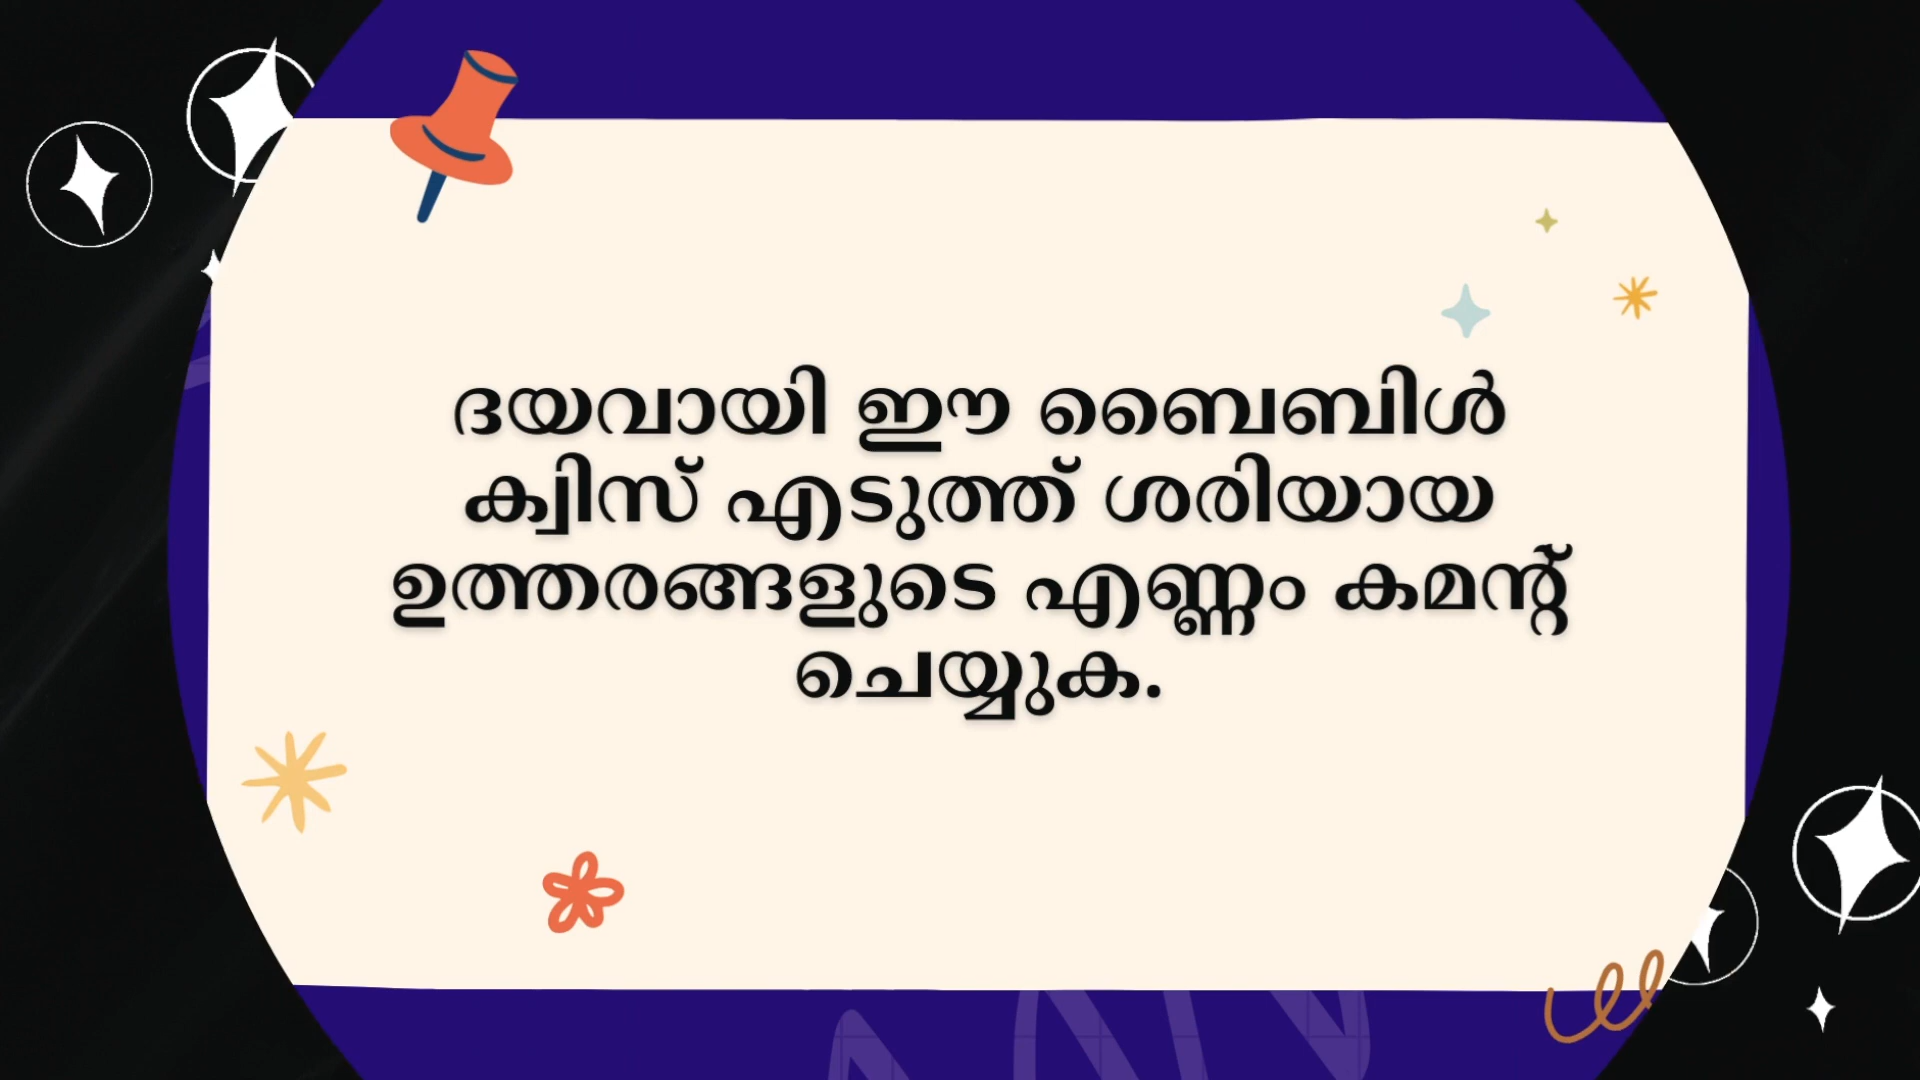 ദയവായി ഈ ബൈബിൾ
ക്വിസ് എടുത്ത് ശരിയായ
ഉത്തരങ്ങളുടെ എണ്ണം കമന്റ്
ചെയ്യുക.